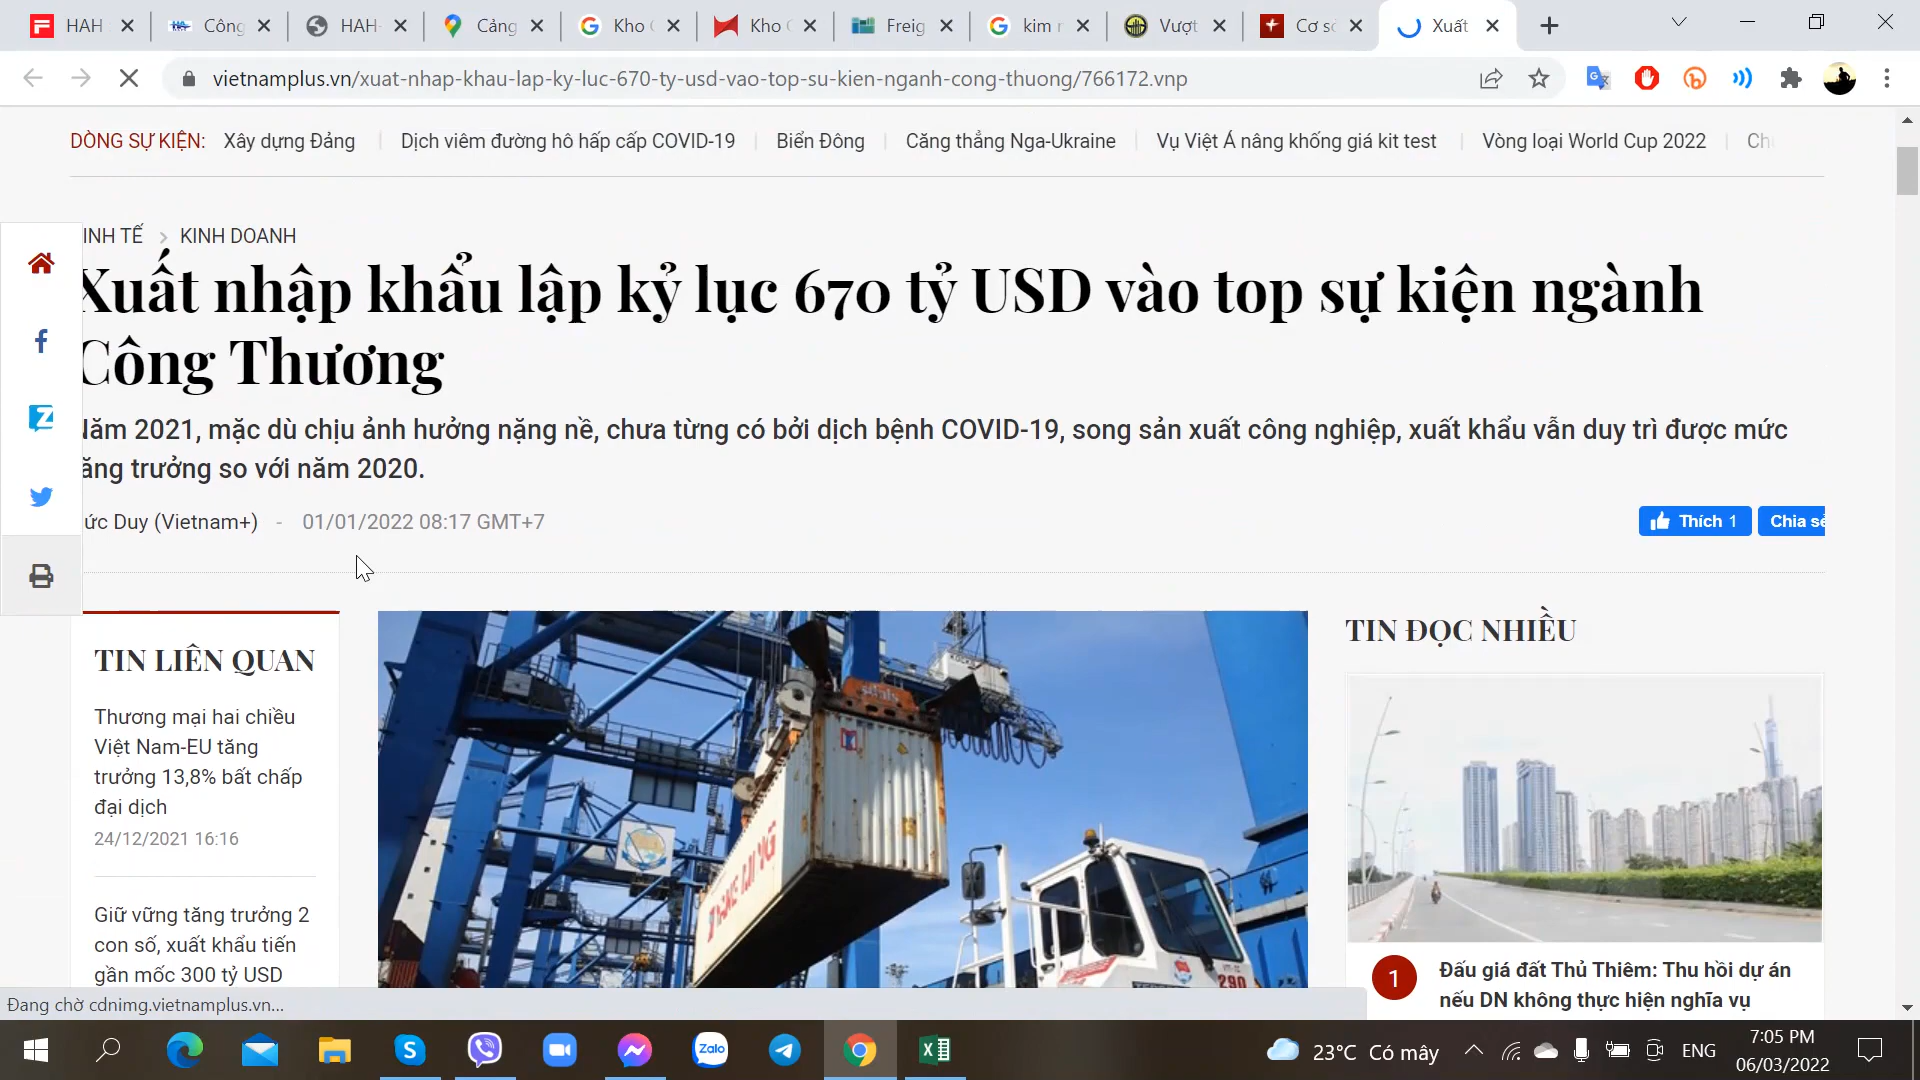 HAH
Công
HAH-
Cảng
Kho
Kho
Freig
kim
Vượt
Cơ sở
Xuất
vietnamplus.vn/xuat-nhap-khau-lap-ky-luc-670-ty-usd-vao-top-su-kien-nganh-cong-thuong/766172.vnp
DÒNG SỰ KIỆN: Xây dựng Đảng Dịch viêm đường hô hấp cấp COVID-19 Biển Đông Căng thẳng Nga-Ukraine Vụ Việt Á nâng khống giá kit test Vòng loại World Cup 2022 Ch
INH TẾ > KINH DOANH
Xuất nhập khẩu lập kỷ lục 670 tỷ USD vào top sự kiện ngành
Công Thương
Năm 2021, mặc dù chịu ảnh hưởng nặng nề, chưa từng có bởi dịch bệnh COVID-19, song sản xuất công nghiệp, xuất khẩu vẫn duy trì được mức
ăng trưởng so với năm 2020.
ức Duy (Vietnam+) - 01/01/2022 08:17 GMT+7
Thích 1
Chia sẻ
TIN LIÊN QUAN
Thương mại hai chiều
Việt Nam-EU tăng
trưởng 13,8% bất chấp
đại dịch
24/12/2021 16:16
Giữ vững tăng trưởng 2
con số, xuất khẩu tiến
gần mốc 300 tỷ USD
290
TIN ĐỌC NHIỀU
1
Đấu giá đất Thủ Thiêm: Thu hồi dự án
nếu DN không thực hiện nghĩa vụ
Đang chờ cdnimg.vietnamplus.vn...
Zalo
23°C Có mây
ENG
7:05 PM
06/03/2022